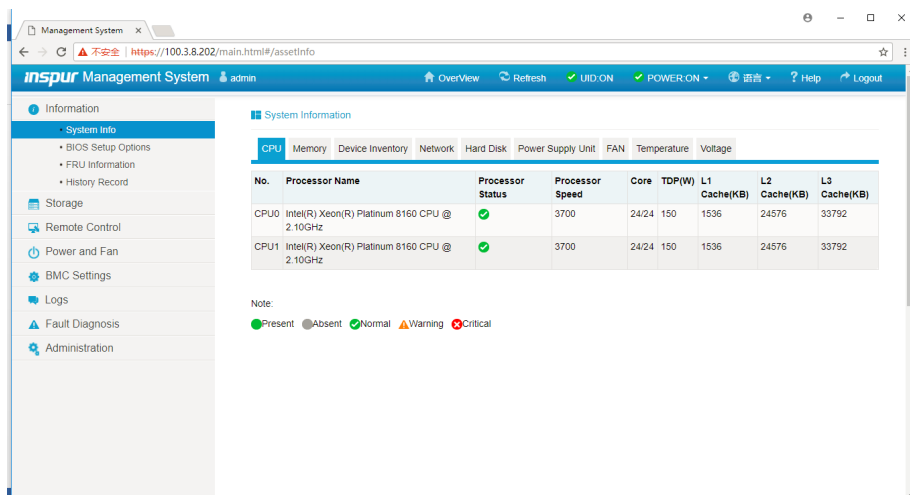 Management System
不安全 | https://100.3.8.202/main.html#/assetInfo
inspur Management System admin OverView Refresh UID:ON POWER:ON 语言 Help Logout
Information
System Info
BIOS Setup Options
FRU Information
History Record
Storage
Remote Control
Power and Fan
BMC Settings
Logs
Fault Diagnosis
Administration
System Information
CPU Memory Device Inventory Network Hard Disk Power Supply Unit FAN Temperature Voltage
No. Processor Name Processor Status Processor Speed Core TDP(W) L1 Cache(KB) L2 Cache(KB) L3 Cache(KB)
CPU0 Intel(R) Xeon(R) Platinum 8160 CPU @ 2.10GHz 3700 24/24 150 1536 24576 33792
CPU1 Intel(R) Xeon(R) Platinum 8160 CPU @ 2.10GHz 3700 24/24 150 1536 24576 33792
Note:
Present Absent Normal Warning Critical